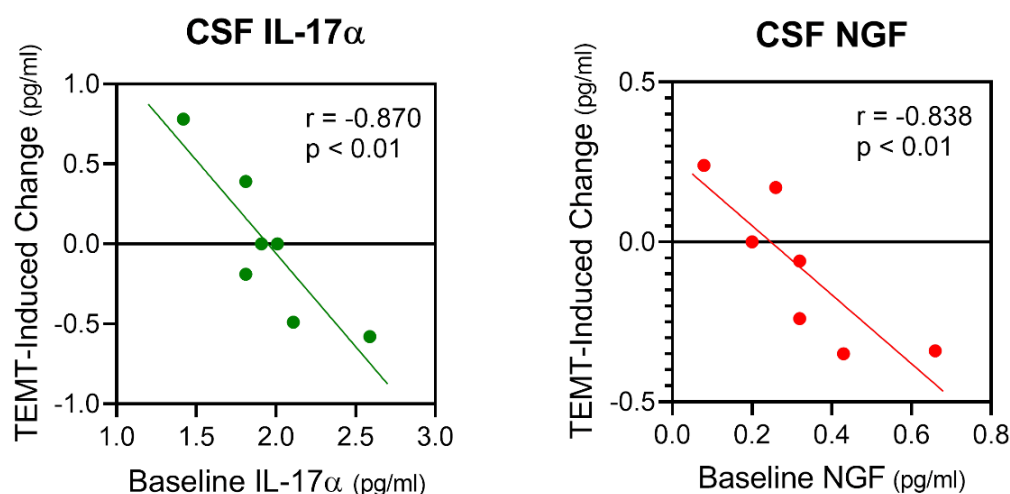 CSF IL-17α
TEMT-Induced Change (pg/ml)
1.0
0.5
0.0
-0.5
-1.0
r = -0.870
p < 0.01
1.0 1.5 2.0 2.5 3.0
Baseline IL-17α (pg/ml)
CSF NGF
TEMT-Induced Change (pg/ml)
0.5
0.0
-0.5
r = -0.838
p < 0.01
0.0 0.2 0.4 0.6 0.8
Baseline NGF (pg/ml)